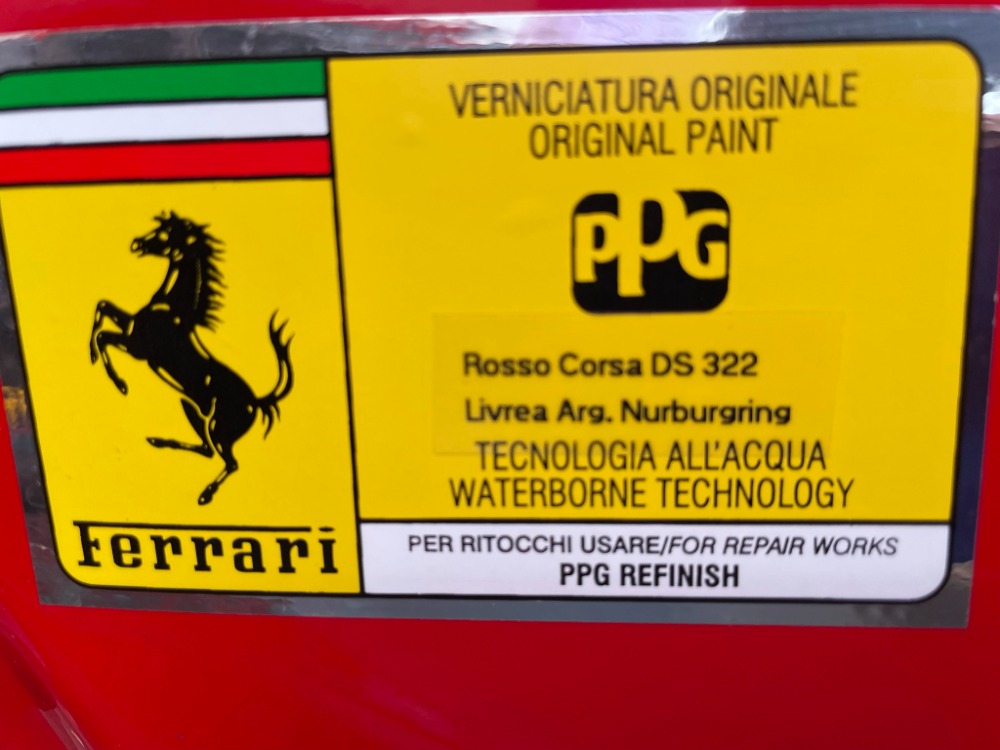 VERNICIATURA ORIGINALE
ORIGINAL PAINT
PPG
Rosso Corsa DS 322
Livrea Arg. Nurburgring
TECNOLOGIA ALL'ACQUA
WATERBORNE TECHNOLOGY
Ferrari
PER RITOCCHI USARE/FOR REPAIR WORKS
PPG REFINISH